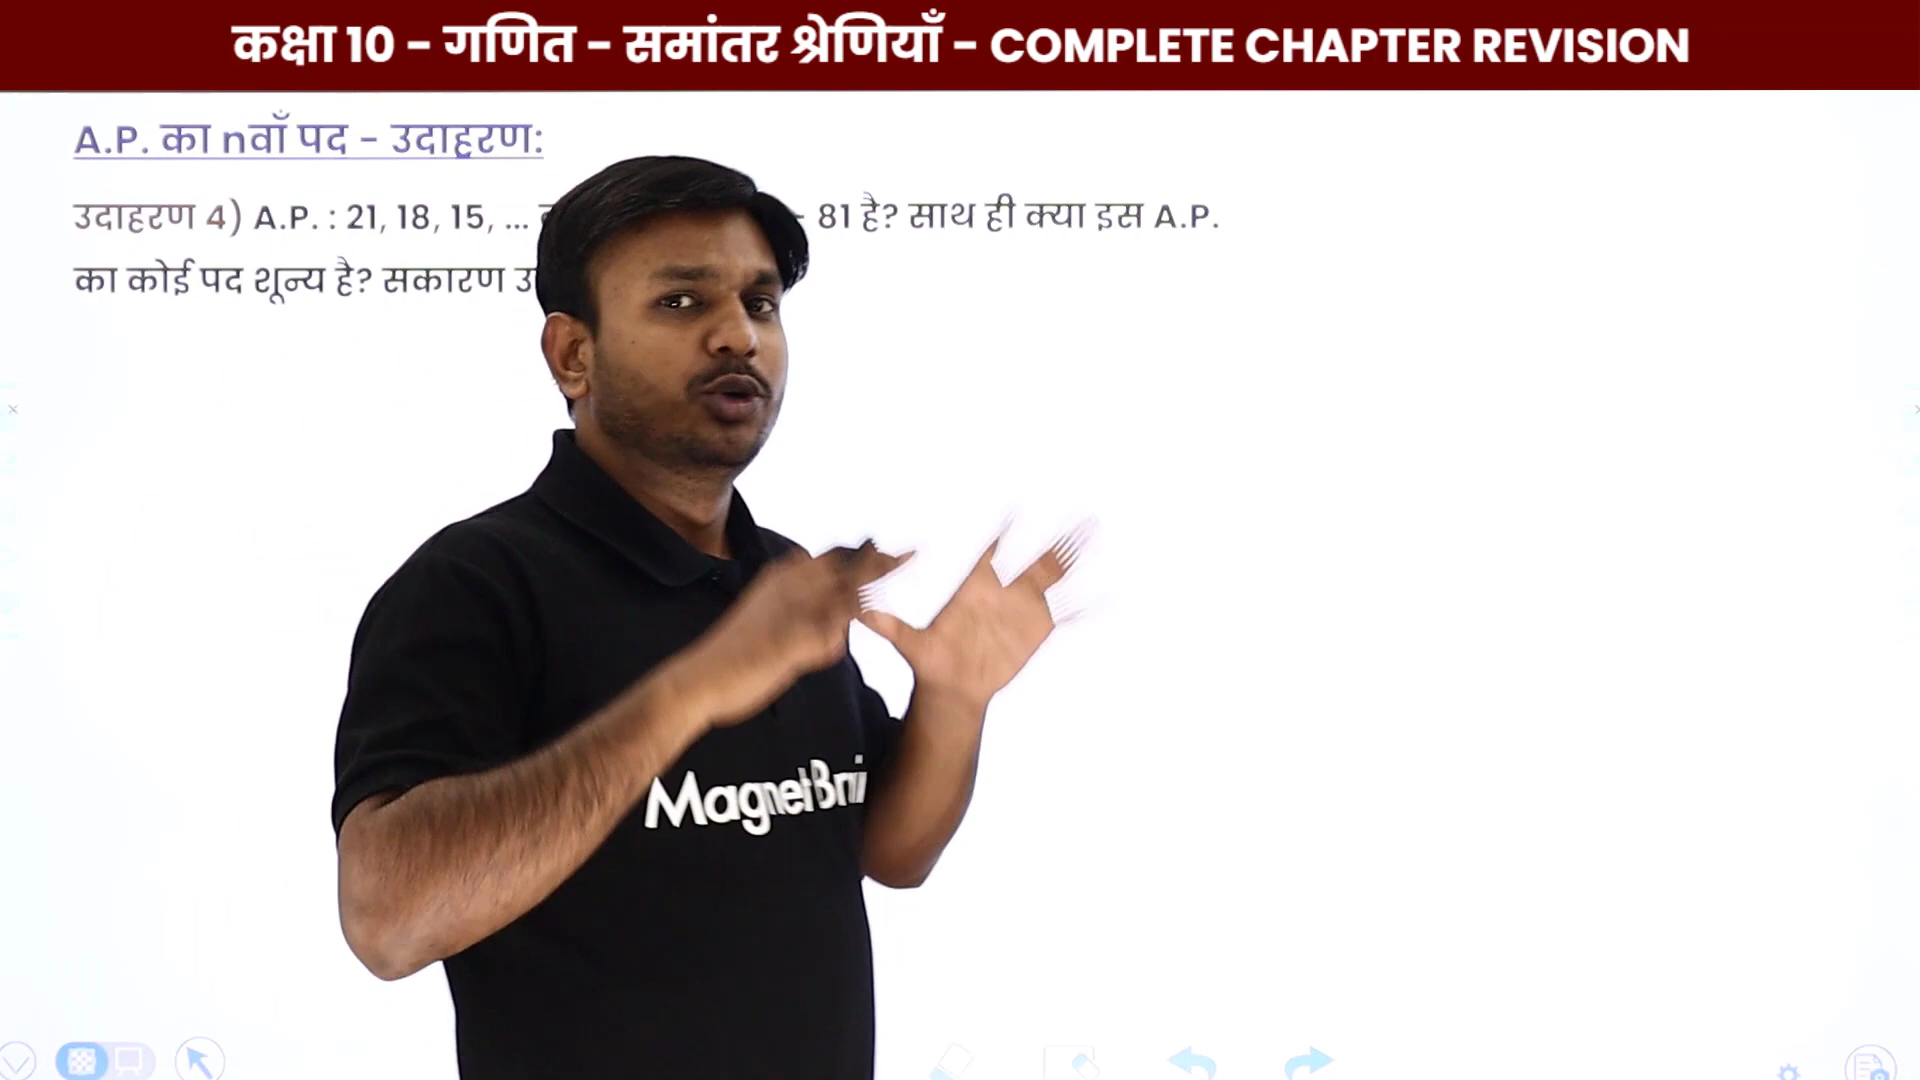 कक्षा 10 – गणित – समांतर श्रेणियाँ – COMPLETE CHAPTER REVISION
A.P. का nवाँ पद – उदाहरण:
उदाहरण 4) A.P. : 21, 18, 15, ... - 81 है? साथ ही क्या इस A.P.
का कोई पद शून्य है? सकारण
MagnetBrai